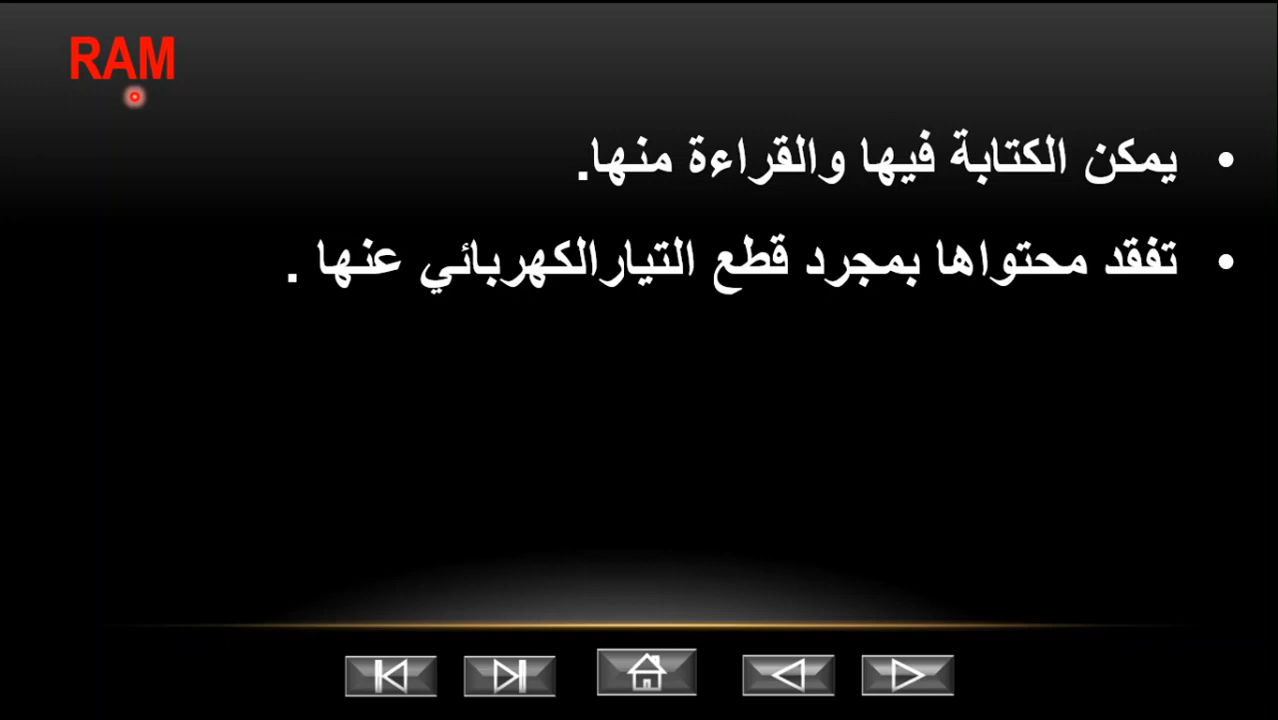 RAM
• يمكن الكتابة فيها والقراءة منها.
• تفقد محتواها بمجرد قطع التيارالكهربائي عنها .